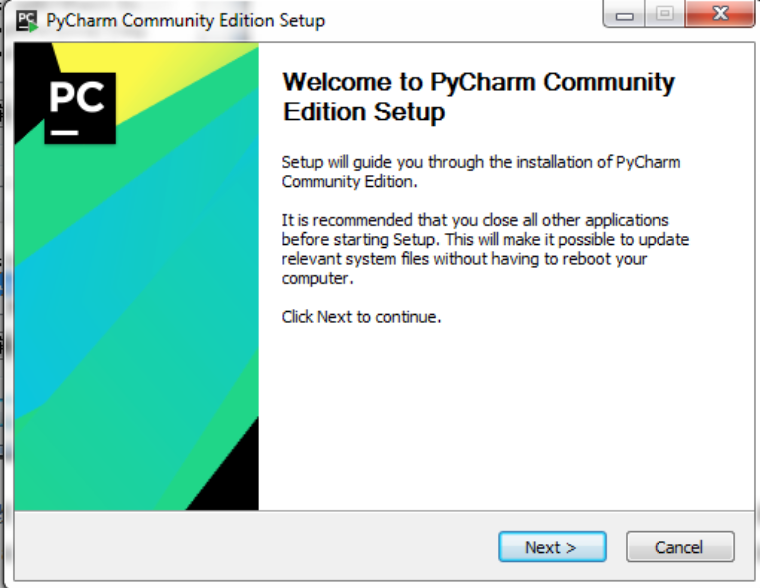 PyCharm Community Edition Setup
PC
Welcome to PyCharm Community
Edition Setup
Setup will guide you through the installation of PyCharm
Community Edition.
It is recommended that you close all other applications
before starting Setup. This will make it possible to update
relevant system files without having to reboot your
computer.
Click Next to continue.
Next >
Cancel